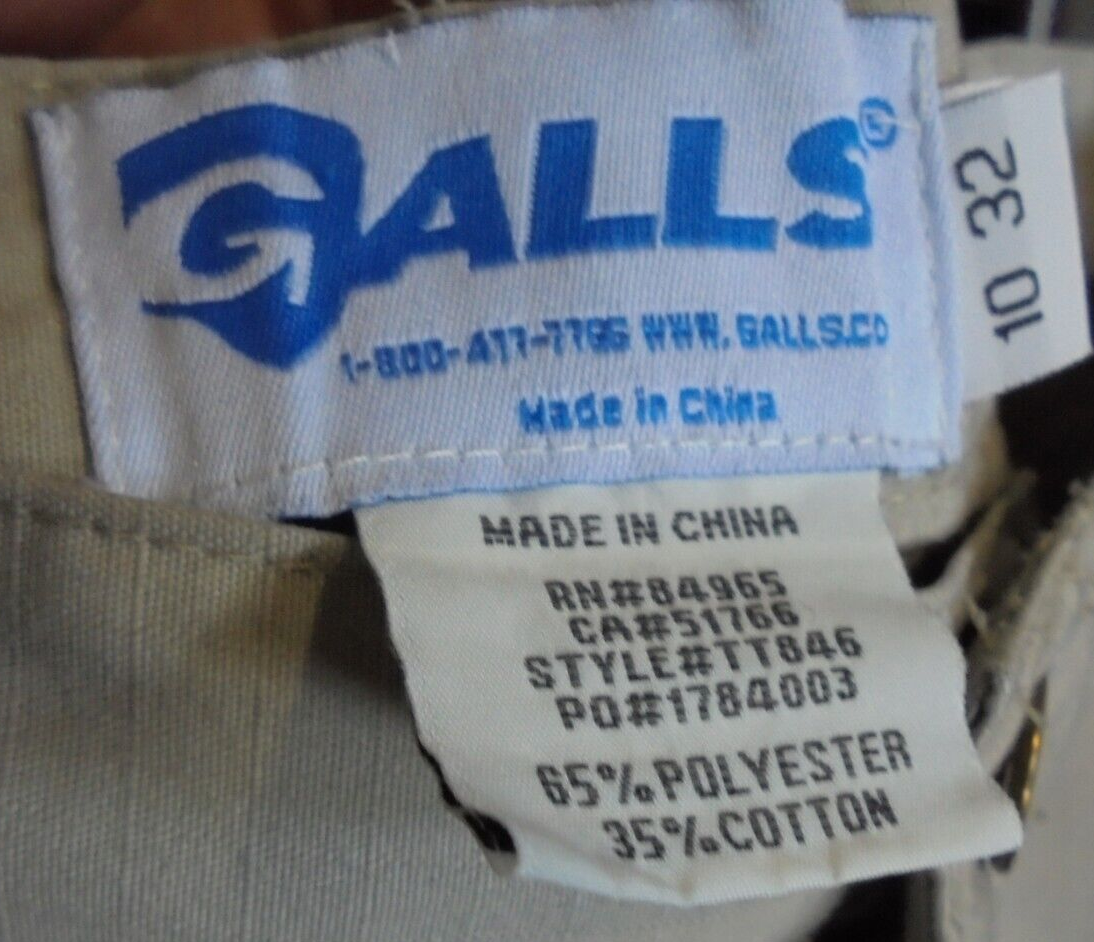 GALLS®
1-800-477-7766 WWW.GALLS.CO
Made in China
10 32
MADE IN CHINA
RN#84965
CA#51766
STYLE#TT846
PO#1784003
65%POLYESTER
35%COTTON